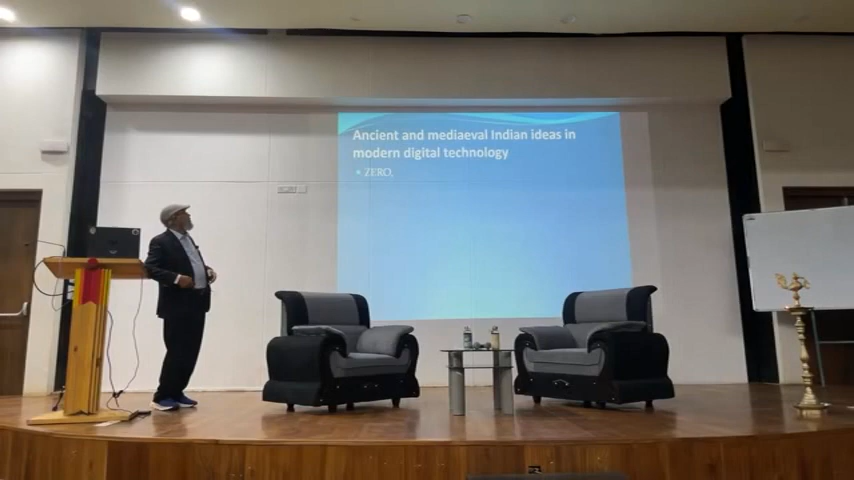 Ancient and mediaeval Indian ideas in
modern digital technology
• ZERO,